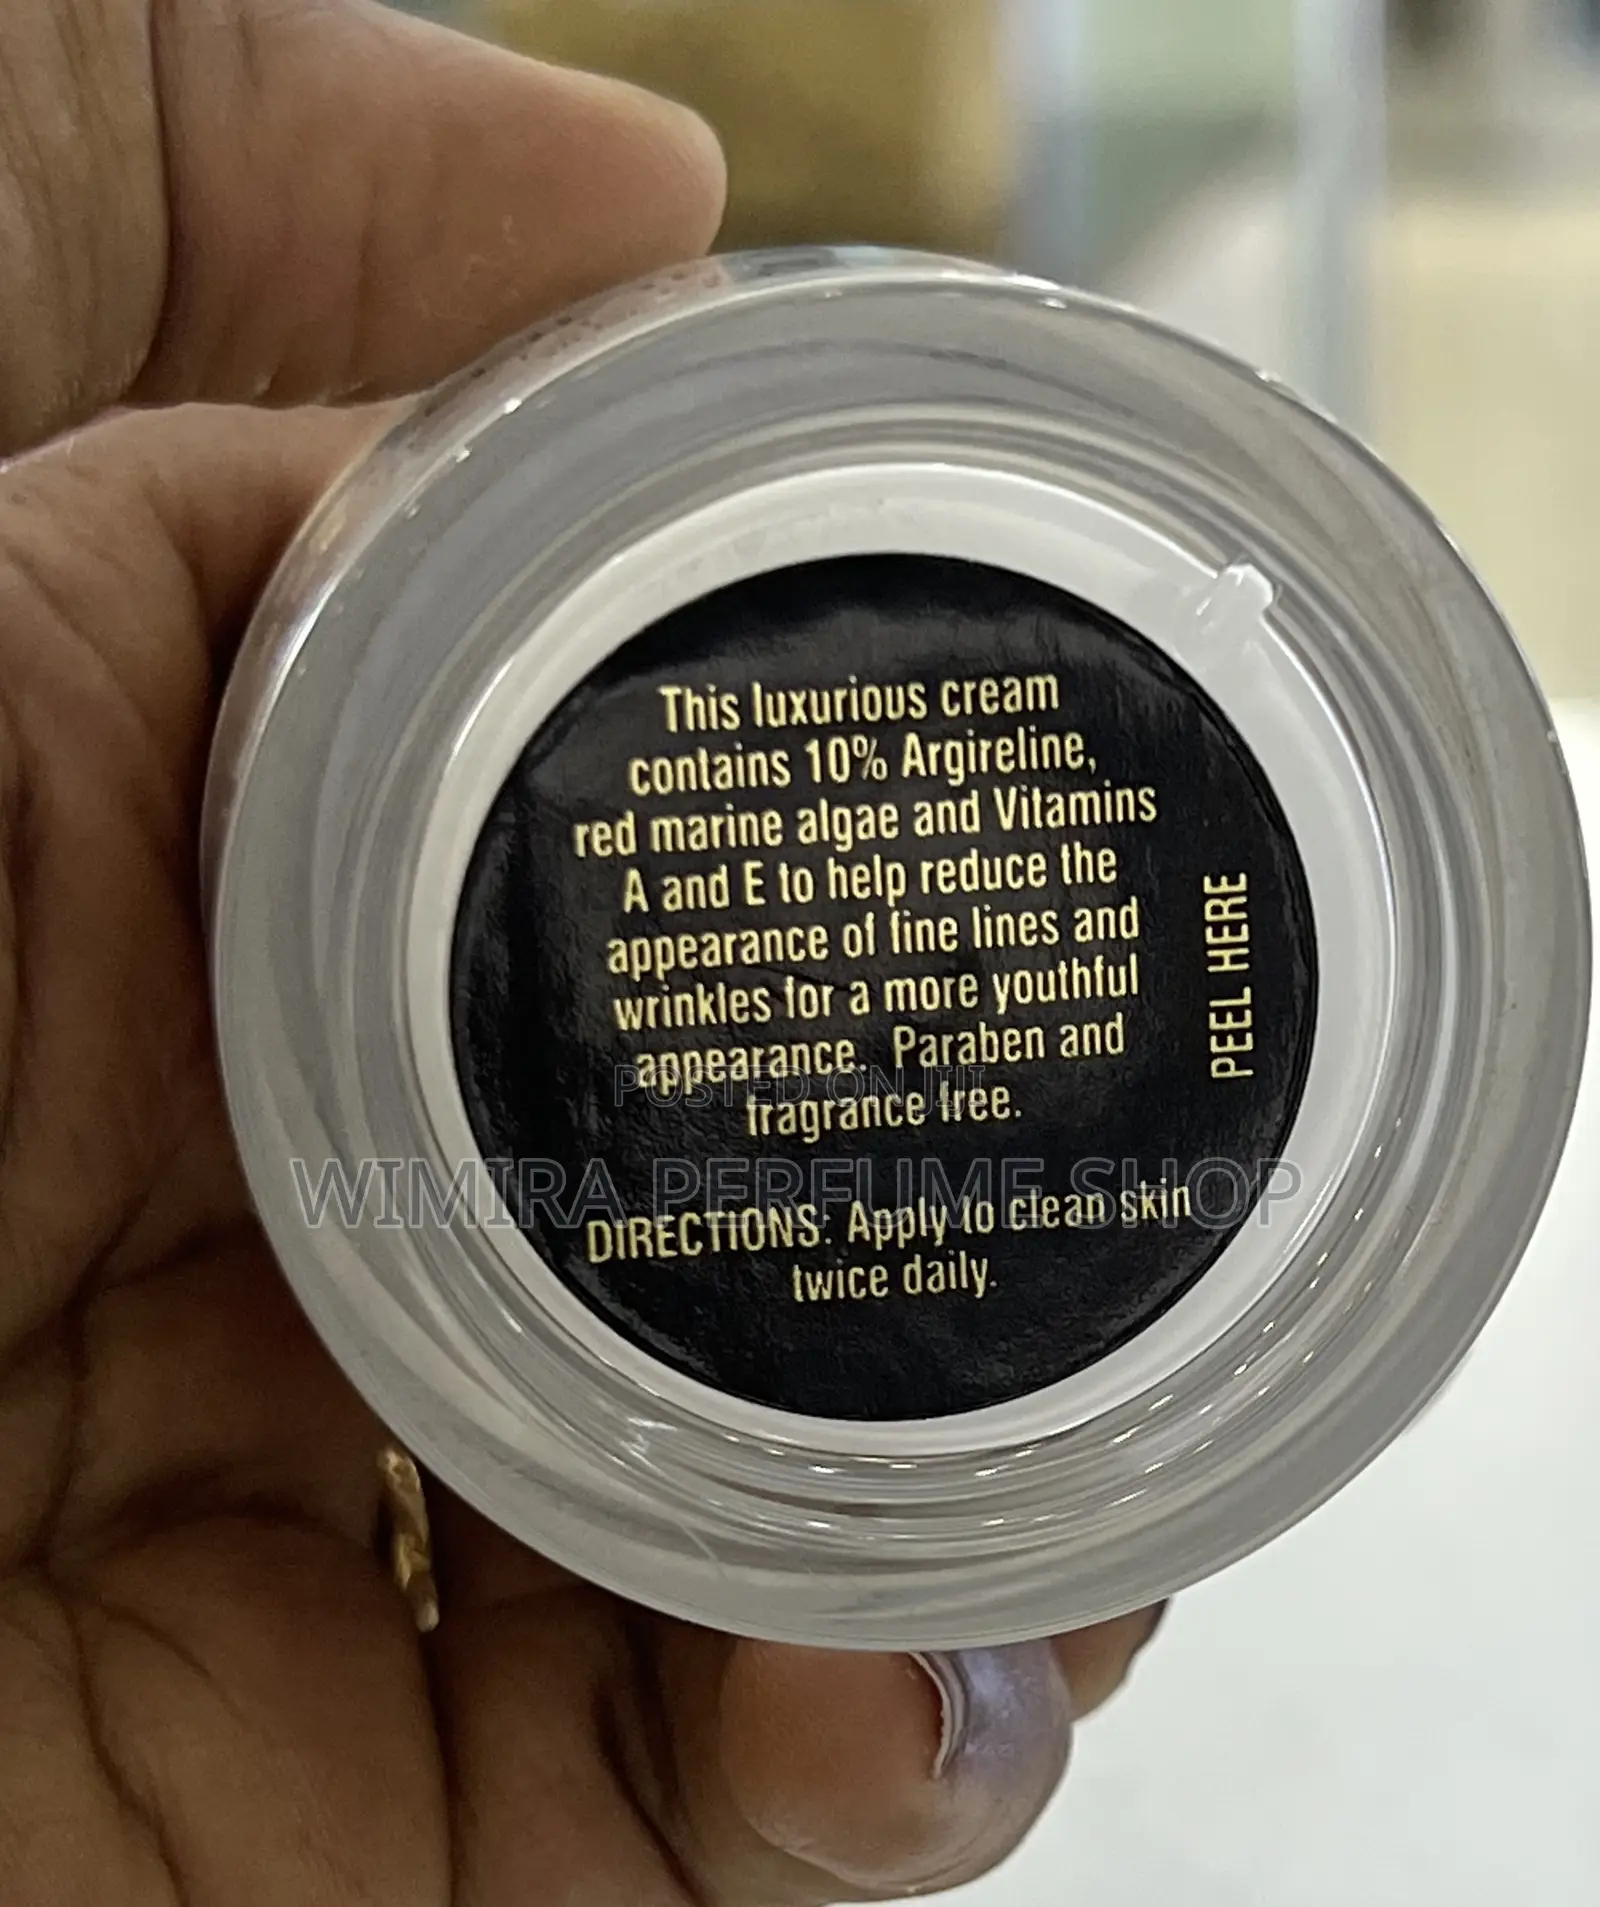 This luxurious cream
contains 10% Argireline,
red marine algae and Vitamins
A and E to help reduce the
appearance of fine lines and
wrinkles for a more youthful
appearance. Paraben and
fragrance free.
DIRECTIONS: Apply to clean skin
twice daily.
PEEL HERE
POSTED ON JIJI
WIMIRA PERFUME SHOP